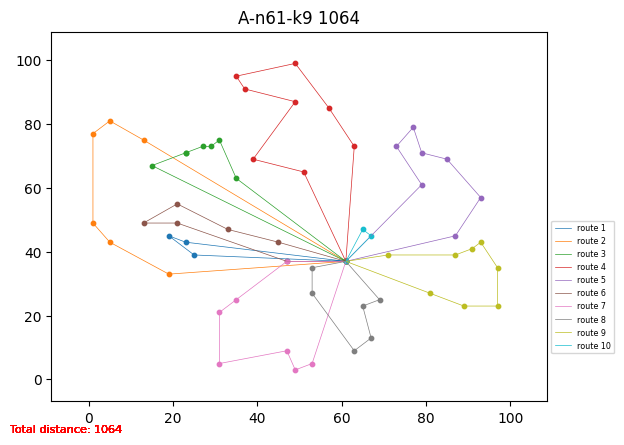 A-n61-k9 1064
100
80
60
40
20
0
0 20 40 60 80 100
route 1
route 2
route 3
route 4
route 5
route 6
route 7
route 8
route 9
route 10
Total distance: 1064